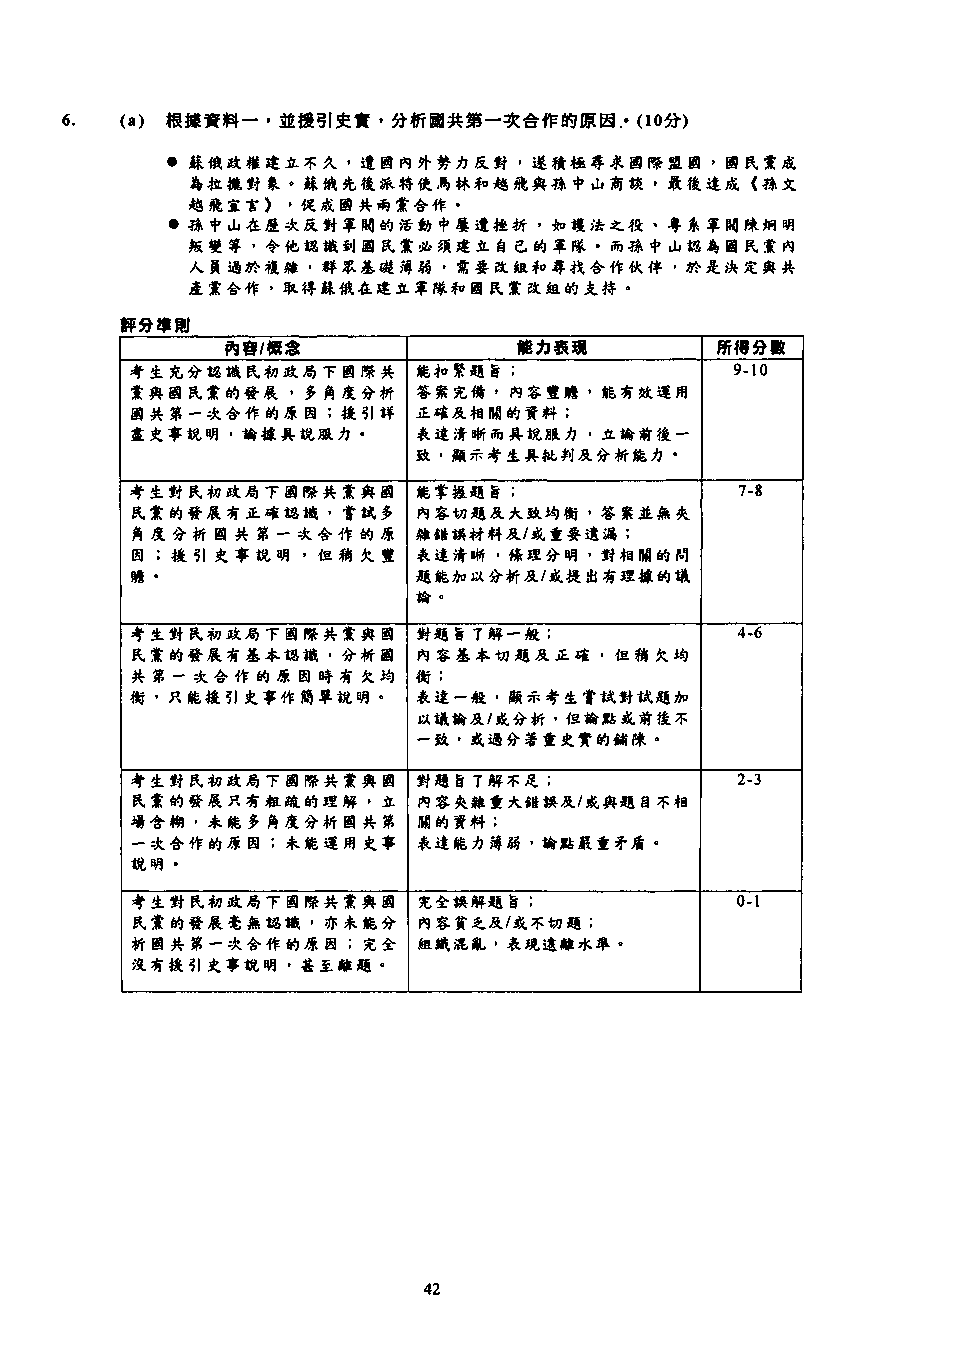 6. (a) 根據資料一，並援引史實，分析國共第一次合作的原因。(10分)
● 蘇俄政權建立不久，遭國內外勢力反對，遂積極尋求國際盟國，國民黨成
為拉攏對象。蘇俄先後派特使馬林和越飛與孫中山商談，最後達成《孫文
越飛宣言》，促成國共兩黨合作。
● 孫中山在歷次反對軍閥的活動中屢遭挫折，如護法之役、粵系軍閥陳炯明
叛變等，令他認識到國民黨必須建立自己的軍隊。而孫中山認為國民黨內
人員過於複雜，群眾基礎薄弱，需要改組和尋找合作伙伴，於是決定與共
產黨合作，取得蘇俄在建立軍隊和國民黨改組的支持。
評分準則
內容/概念 能力表現 所得分數
考生充分認識民初政局下國際共
黨與國民黨的發展，多角度分析
國共第一次合作的原因；援引詳
盡史事說明，論據具說服力。
能扣緊題旨；
答案完備，內容豐贍，能有效運用
正確及相關的資料；
表達清晰而具說服力，立論前後一
致，顯示考生具批判及分析能力。
9-10
考生對民初政局下國際共黨與國
民黨的發展有正確認識，嘗試多
角度分析國共第一次合作的原
因；援引史事說明，但稍欠豐
贍。
能掌握題旨；
內容切題及大致均衡，答案並無夾
雜錯誤材料及/或重要遺漏；
表達清晰，條理分明，對相關的問
題能加以分析及/或提出有理據的議
論。
7-8
考生對民初政局下國際共黨與國
民黨的發展有基本認識，分析國
共第一次合作的原因時有欠均
衡，只能援引史事作簡單說明。
對題旨了解一般；
內容基本切題及正確，但稍欠均
衡；
表達一般，顯示考生嘗試對試題加
以議論及/或分析，但論點或前後不
一致，或過分著重史實的鋪陳。
4-6
考生對民初政局下國際共黨與國
民黨的發展只有粗疏的理解，立
場含糊，未能多角度分析國共第
一次合作的原因；未能運用史事
說明。
對題旨了解不足；
內容夾雜重大錯誤及/或與題目不相
關的資料；
表達能力薄弱，論點嚴重矛盾。
2-3
考生對民初政局下國際共黨與國
民黨的發展毫無認識，亦未能分
析國共第一次合作的原因；完全
沒有援引史事說明，甚至離題。
完全誤解題旨；
內容貧乏及/或不切題；
組織混亂，表現遠離水準。
0-1
42